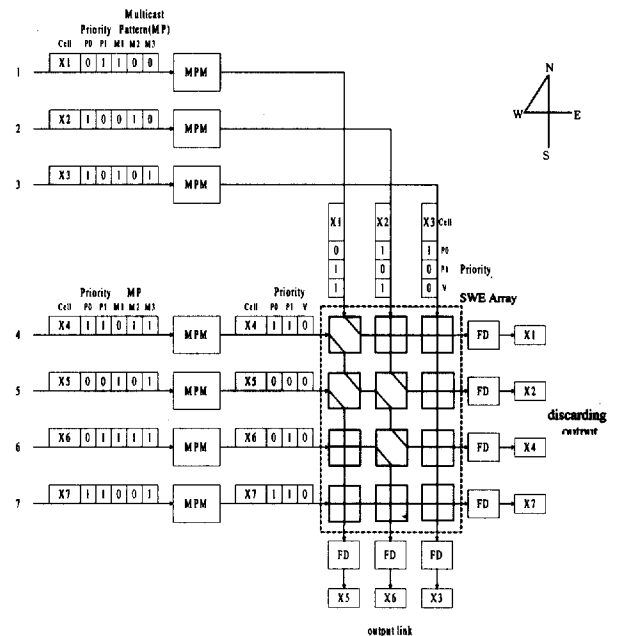 Multicast
Priority Pattern(MP)
Cell P0 P1 M1 M2 M3
1 X1 0 1 1 0 0 MPM
2 X2 1 0 0 1 0 MPM
3 X3 1 0 1 0 1 MPM
N
W E
S
X1 X2 X3 Cell
0 1 1 P0
1 0 0 P1 Priority
1 1 0 V
SWE Array
Priority MP Priority
Cell P0 P1 M1 M2 M3 Cell P0 P1 V
4 X4 1 1 0 1 1 MPM X4 1 1 0 FD X1
5 X5 0 0 1 0 1 MPM X5 0 0 0 FD X2
discarding
output
6 X6 0 1 1 1 1 MPM X6 0 1 0 FD X4
7 X7 1 1 0 0 1 MPM X7 1 1 0 FD X7
FD FD FD
X5 X6 X3
output link